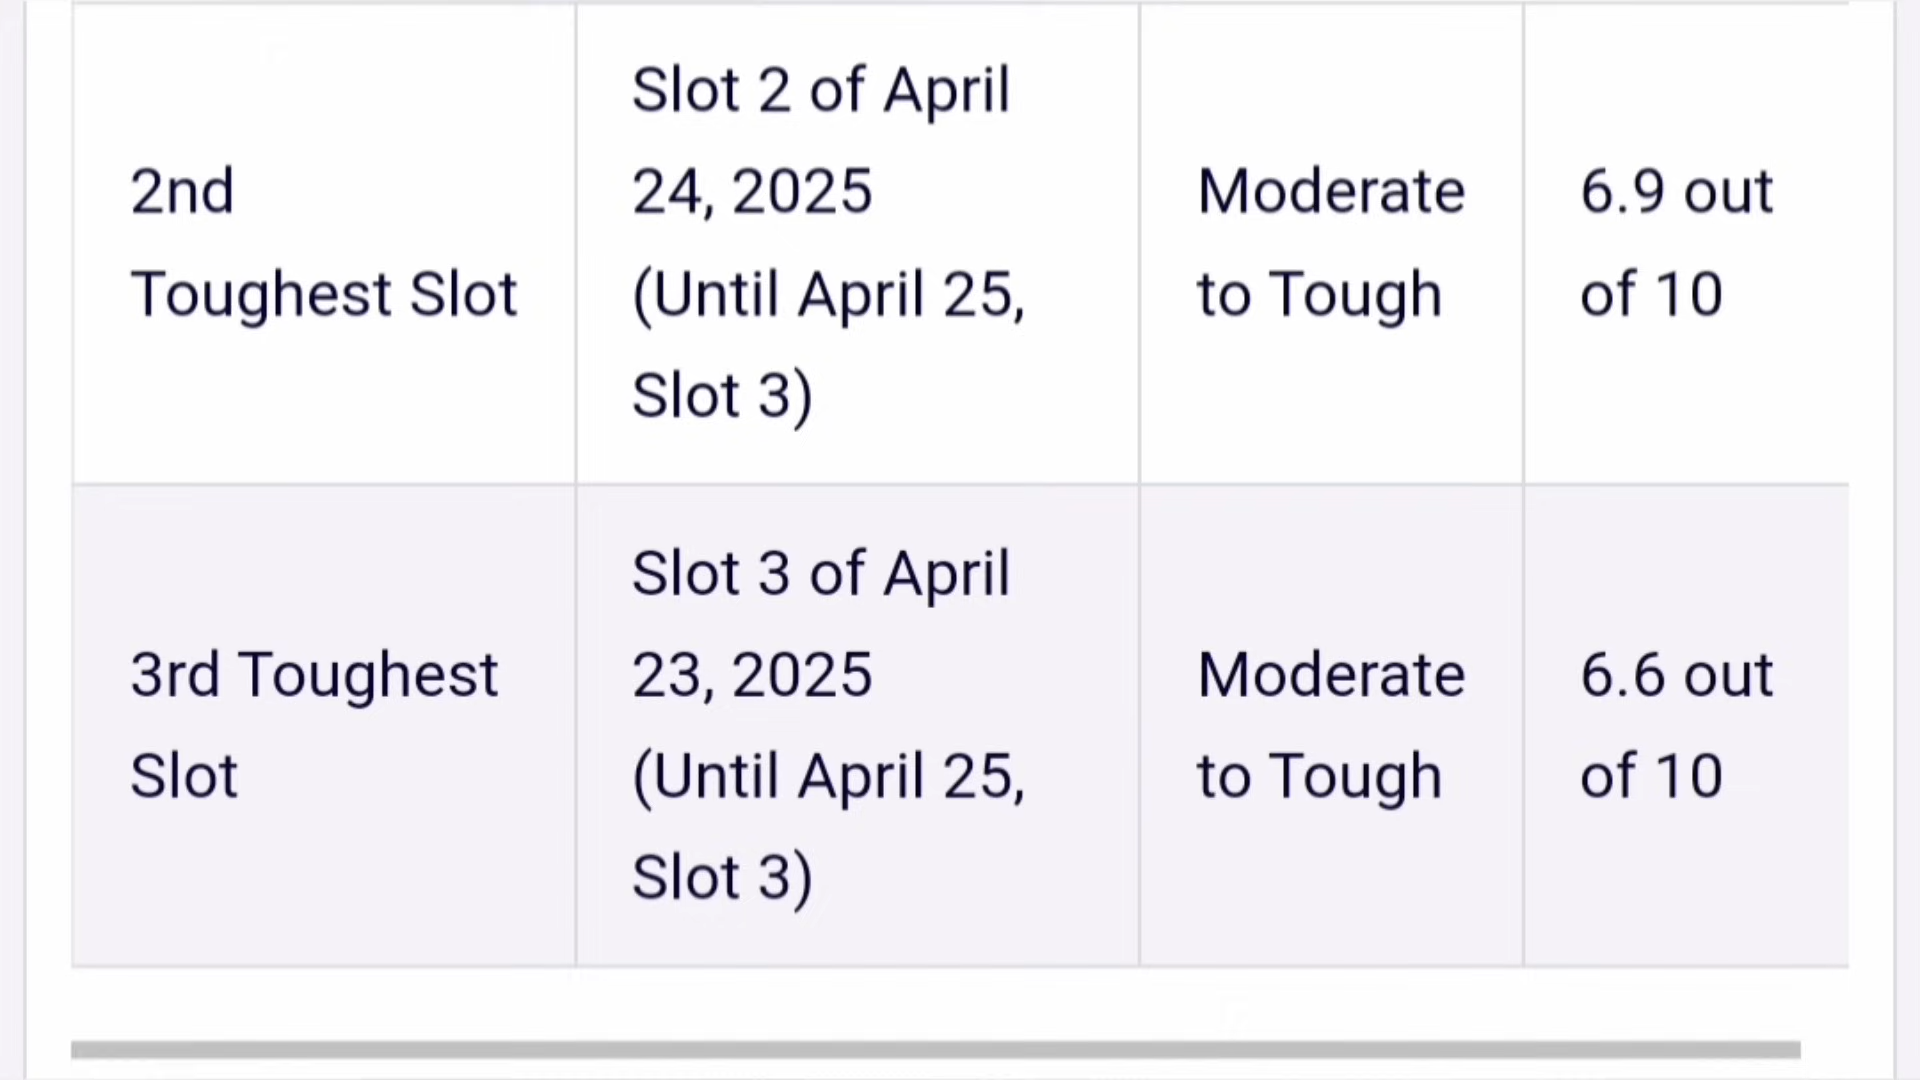 2nd
Toughest Slot
Slot 2 of April
24, 2025
(Until April 25,
Slot 3)
Moderate
to Tough
6.9 out
of 10
3rd Toughest
Slot
Slot 3 of April
23, 2025
(Until April 25,
Slot 3)
Moderate
to Tough
6.6 out
of 10